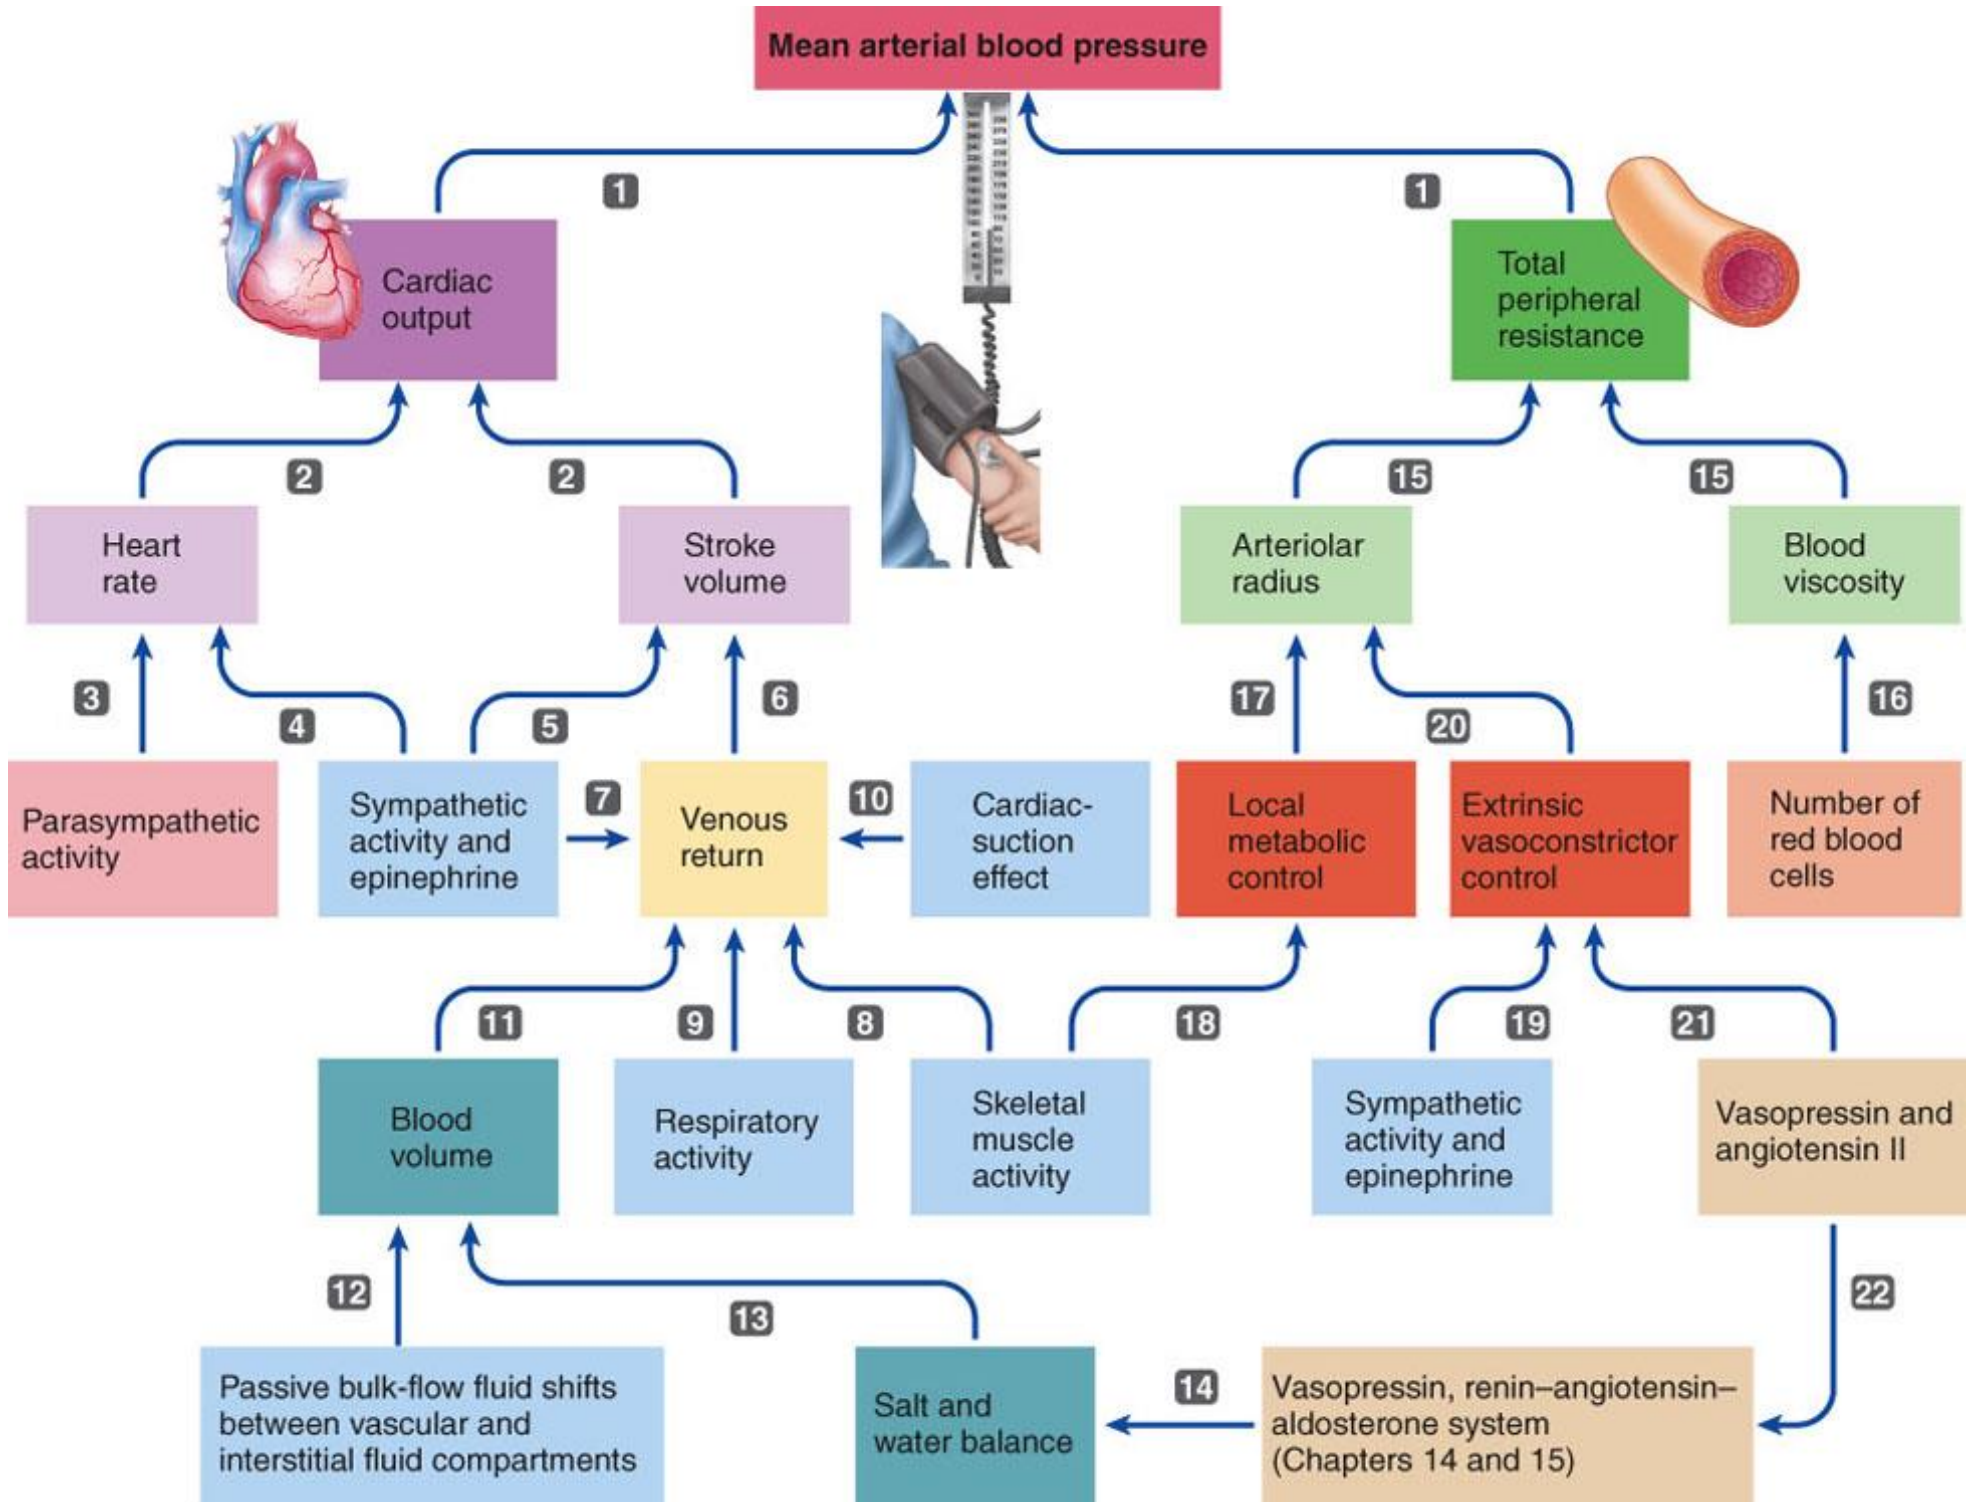 Mean arterial blood pressure
1
1
Cardiac
output
Total
peripheral
resistance
2
2
15
15
Heart
rate
Stroke
volume
Arteriolar
radius
Blood
viscosity
3
4
5
6
17
20
16
Parasympathetic
activity
Sympathetic
activity and
epinephrine
7
Venous
return
10
Cardiac-
suction
effect
Local
metabolic
control
Extrinsic
vasoconstrictor
control
Number of
red blood
cells
11
9
8
18
19
21
Blood
volume
Respiratory
activity
Skeletal
muscle
activity
Sympathetic
activity and
epinephrine
Vasopressin and
angiotensin II
12
13
22
Passive bulk-flow fluid shifts
between vascular and
interstitial fluid compartments
Salt and
water balance
14
Vasopressin, renin–angiotensin–
aldosterone system
(Chapters 14 and 15)